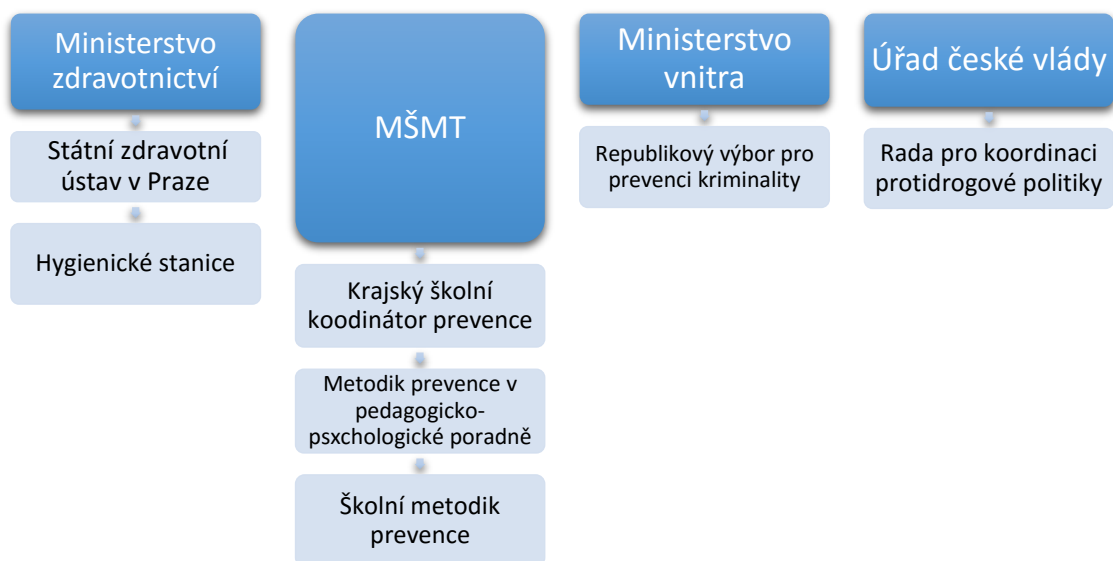 Ministerstvo
zdravotnictví
Státní zdravotní
ústav v Praze
Hygienické stanice
MŠMT
Krajský školní
koodinátor prevence
Metodik prevence v
pedagogicko-
psxchologické poradně
Školní metodik
prevence
Ministerstvo
vnitra
Republikový výbor pro
prevenci kriminality
Úřad české vlády
Rada pro koordinaci
protidrogové politiky